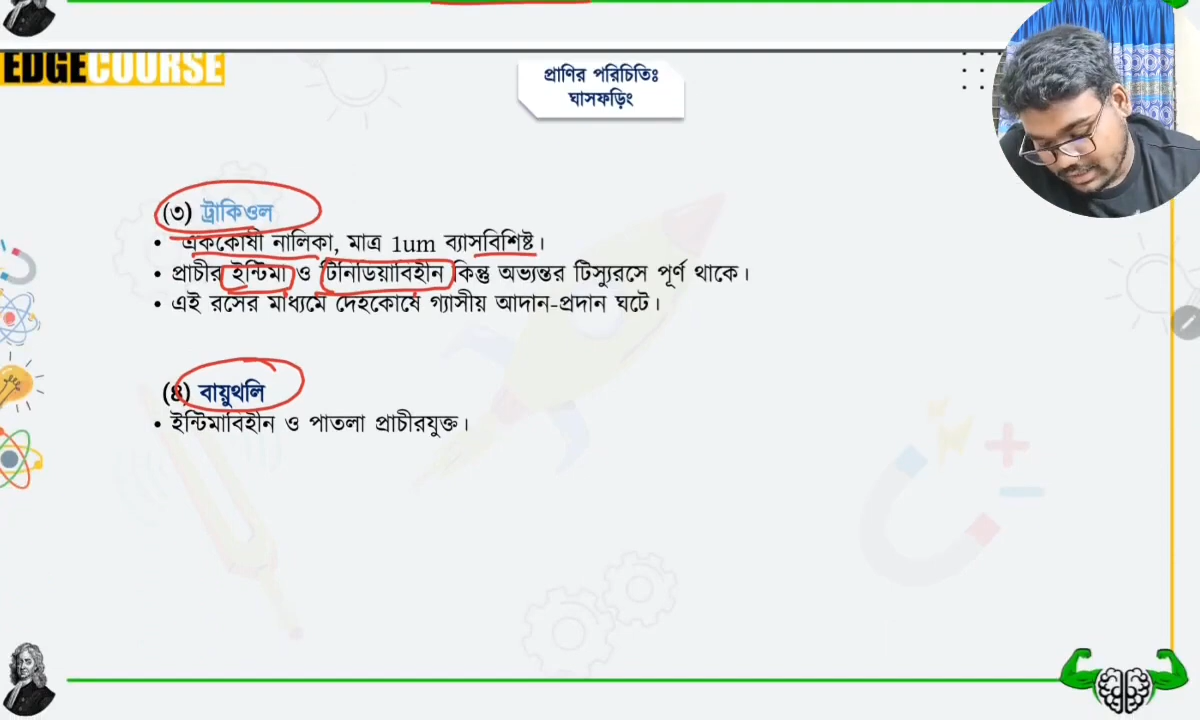 EDGECOURSE
প্রাণির পরিচিতিঃ
ঘাসফড়িং
(৩) ট্রাকিওল
• এককোষী নালিকা, মাত্র 1um ব্যাসবিশিষ্ট।
• প্রাচীর ইন্টিমা ও টিনিডিয়াবিহীন কিন্তু অভ্যন্তর টিস্যুরসে পূর্ণ থাকে।
• এই রসের মাধ্যমে দেহকোষে গ্যাসীয় আদান-প্রদান ঘটে।
(৪) বায়ুথলি
• ইন্টিমাবিহীন ও পাতলা প্রাচীরযুক্ত।